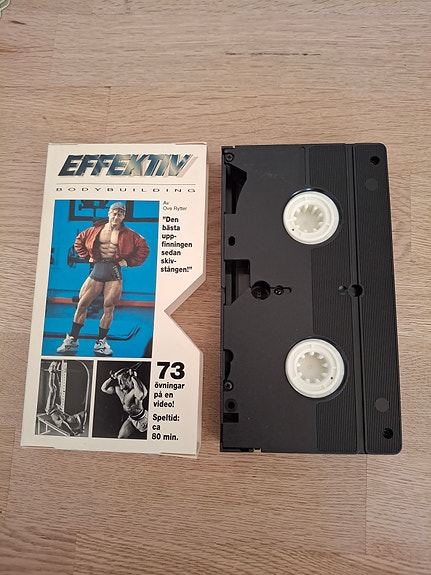 EFFEKTIV
BODYBUILDING
Av
Ove Rytter
"Den
bästa
upp-
finningen
sedan
skiv-
stången!"
73
övningar
på en
video!
Speltid:
ca
80 min.